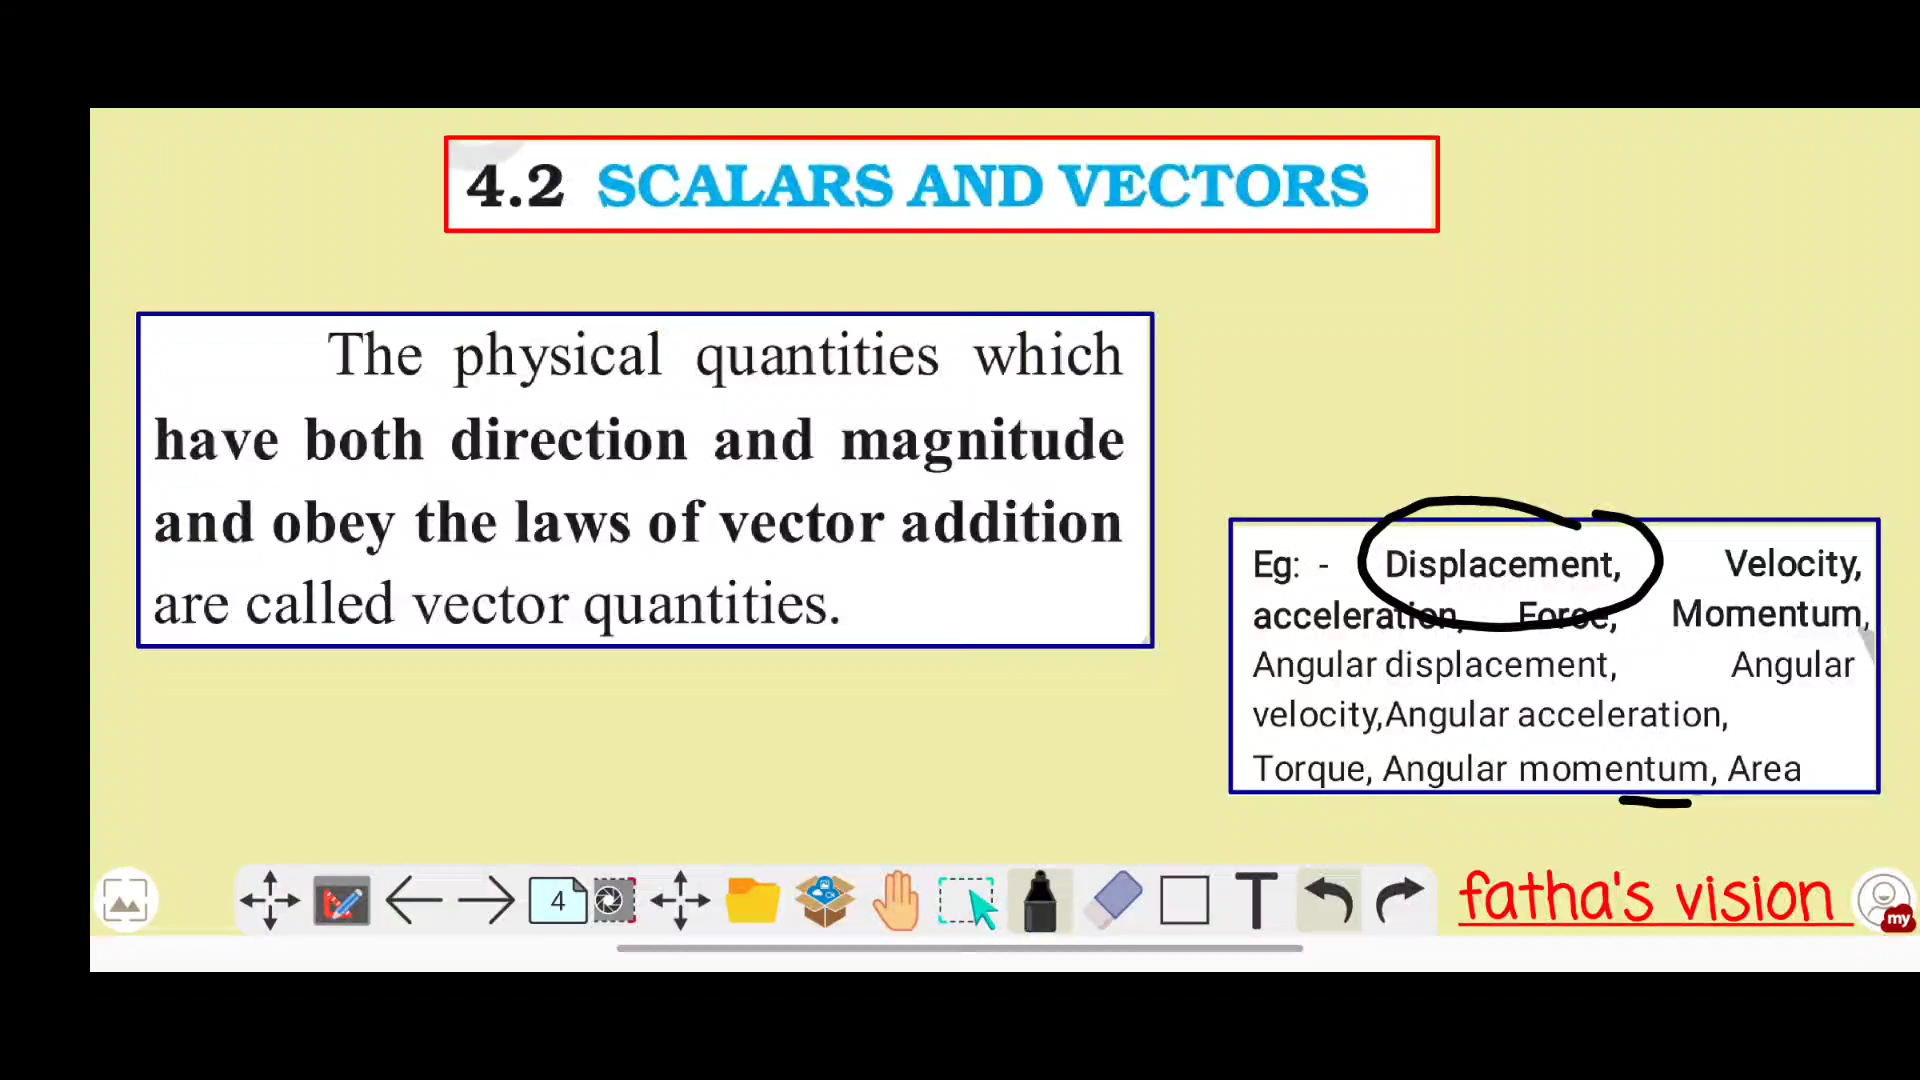 4.2 SCALARS AND VECTORS
The physical quantities which
have both direction and magnitude
and obey the laws of vector addition
are called vector quantities.
Eg: - Displacement, Velocity,
acceleration, Force, Momentum,
Angular displacement, Angular
velocity,Angular acceleration,
Torque, Angular momentum, Area
4
T
fatha's vision
my